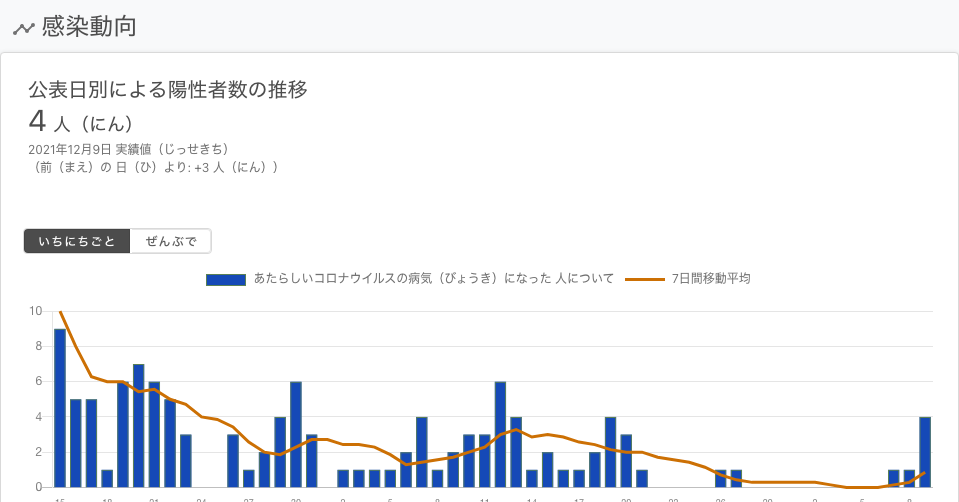 感染動向
公表日別による陽性者数の推移
4 人（にん）
2021年12月9日 実績値（じっせきち）
（前（まえ）の 日（ひ）より: +3 人（にん））
いちにちごと ぜんぶで
あたらしいコロナウイルスの病気（びょうき）になった 人について 7日間移動平均
10
8
6
4
2
0